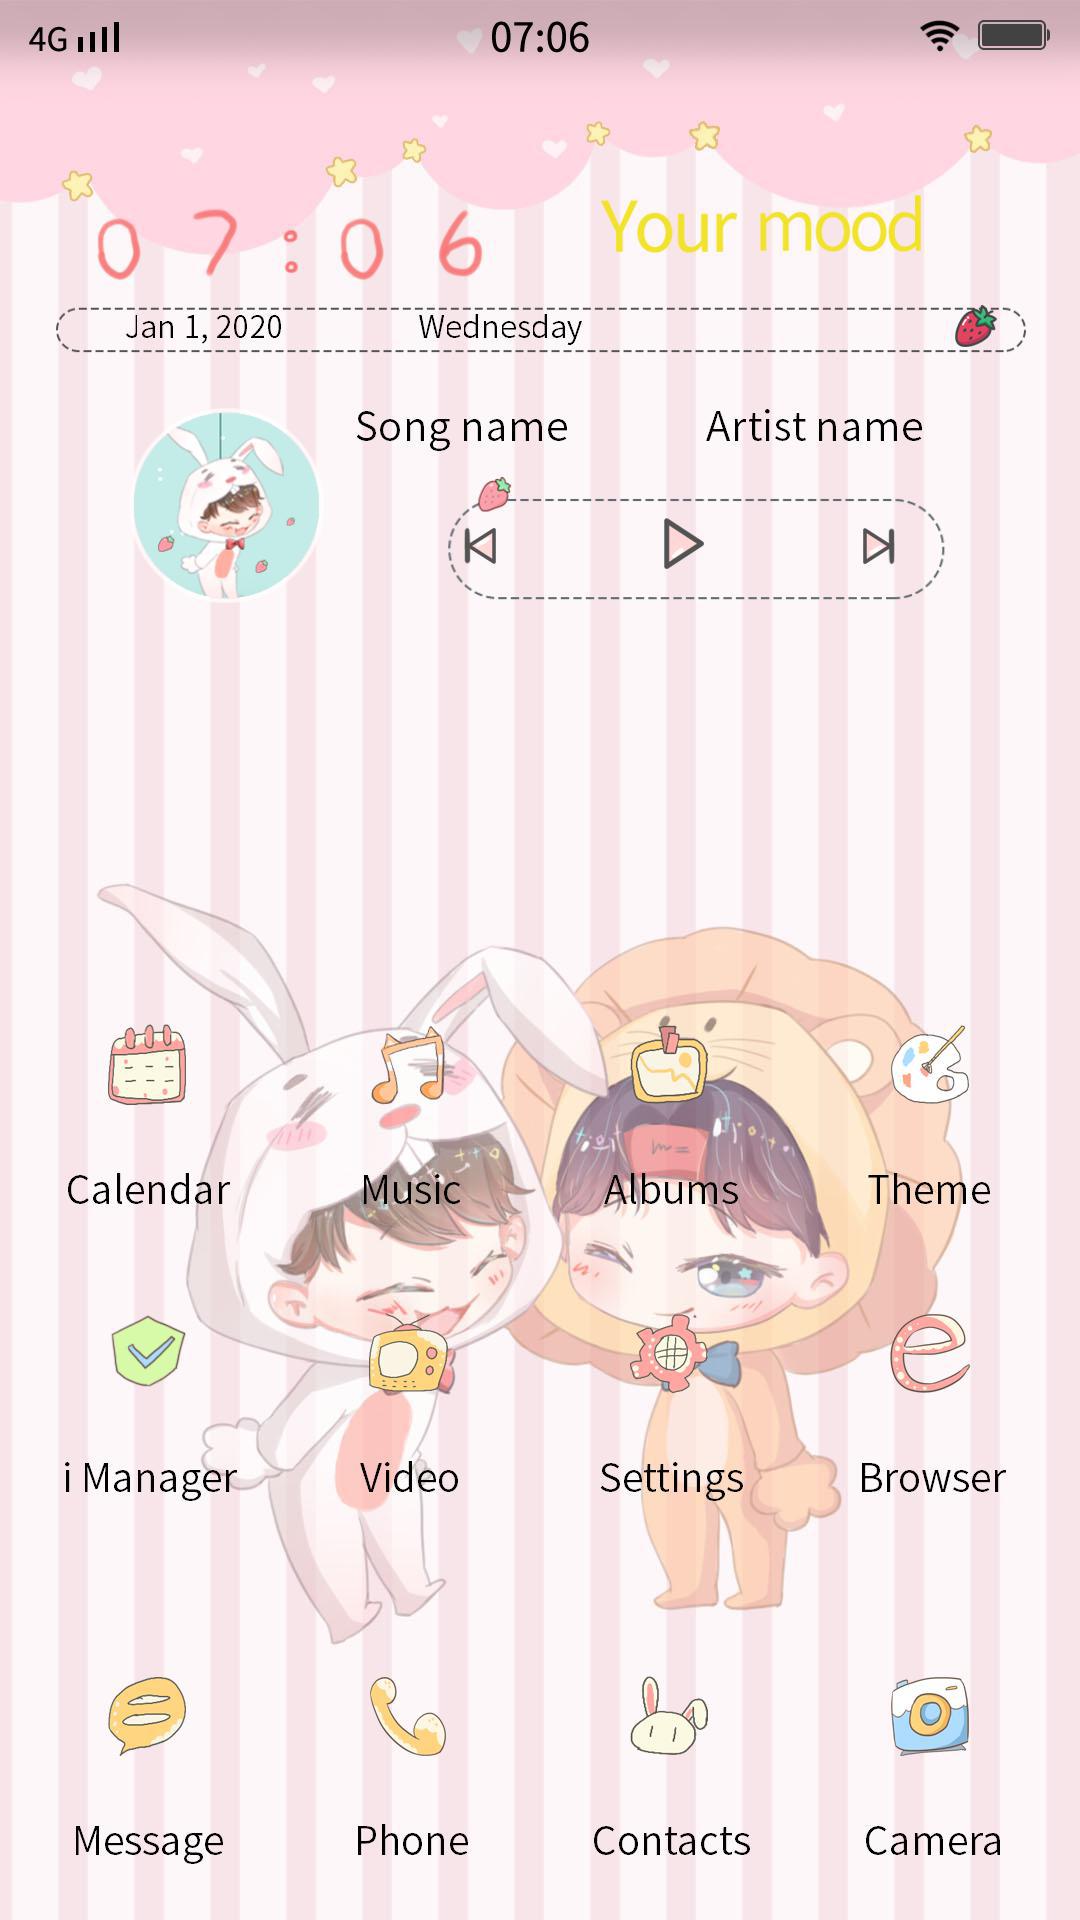 4G 07:06
07:06 Your mood
Jan 1, 2020 Wednesday
Song name Artist name
Calendar Music Albums Theme
i Manager Video Settings Browser
Message Phone Contacts Camera